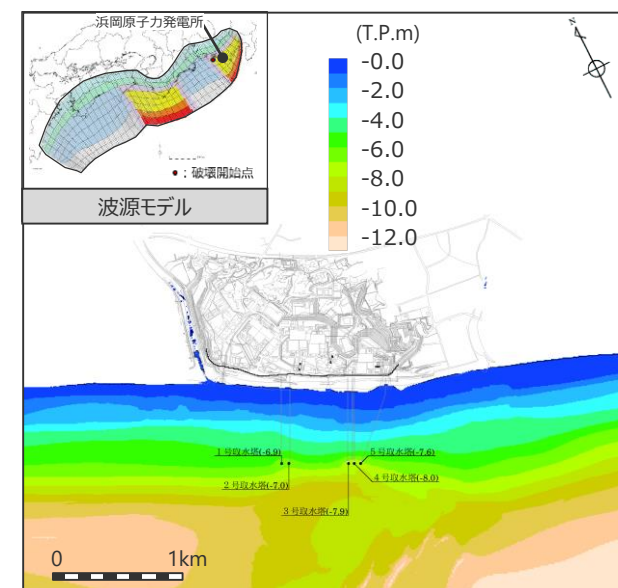 浜岡原子力発電所
●：破壊開始点
波源モデル
(T.P.m)
-0.0
-2.0
-4.0
-6.0
-8.0
-10.0
-12.0
N
1号取水塔(-6.9)
5号取水塔(-7.6)
2号取水塔(-7.0)
4号取水塔(-8.0)
3号取水塔(-7.9)
0 1km